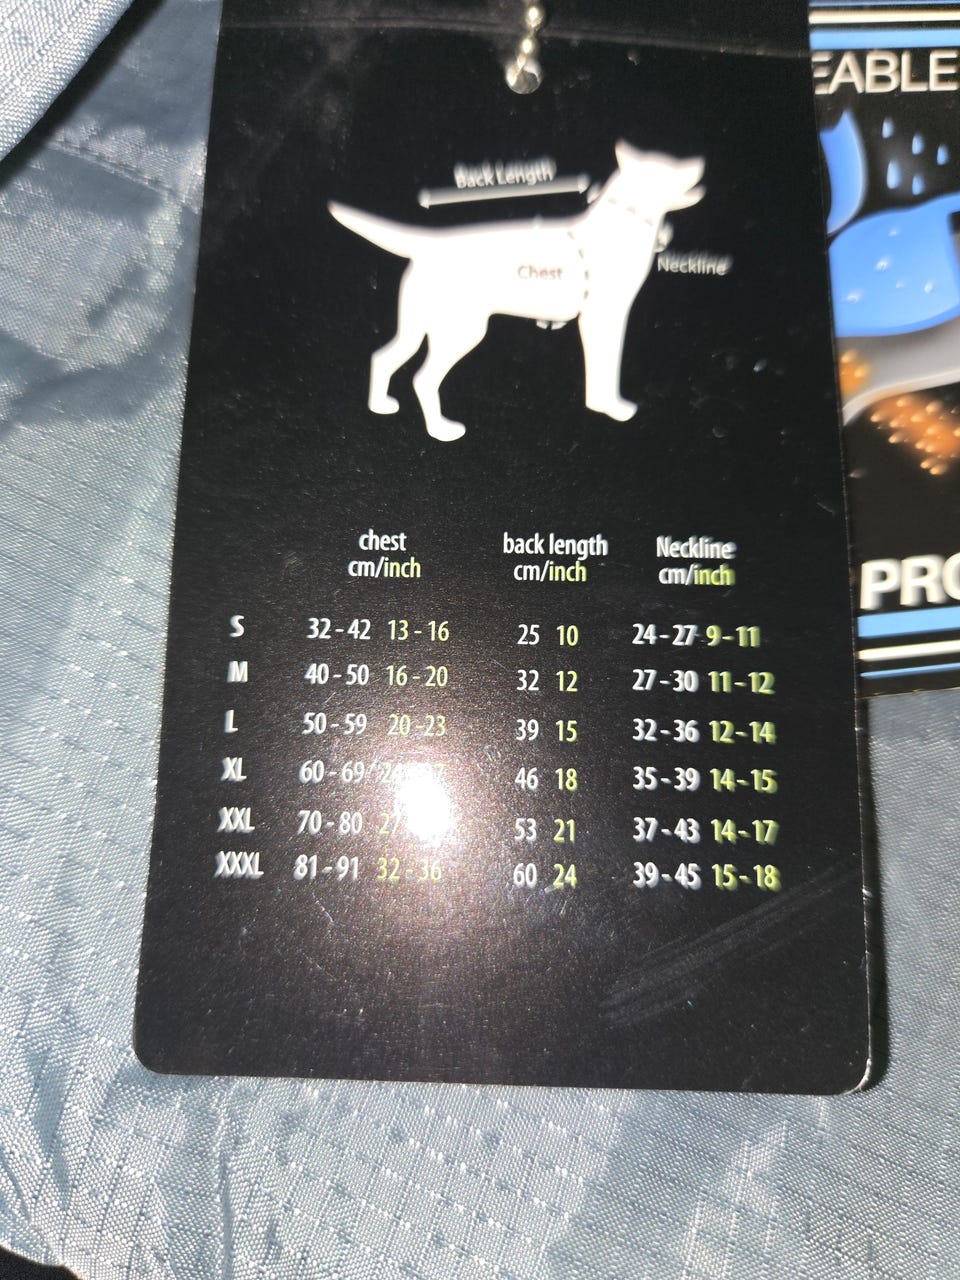 EABLE
Back Length
Chest
Neckline
chest back length Neckline
cm/inch cm/inch cm/inch
S 32-42 13-16 25 10 24-27 9-11
M 40-50 16-20 32 12 27-30 11-12
L 50-59 20-23 39 15 32-36 12-14
XL 60-69 46 18 35-39 14-15
XXL 70-80 27 53 21 37-43 14-17
XXXL 81-91 32-36 60 24 39-45 15-18
PRO